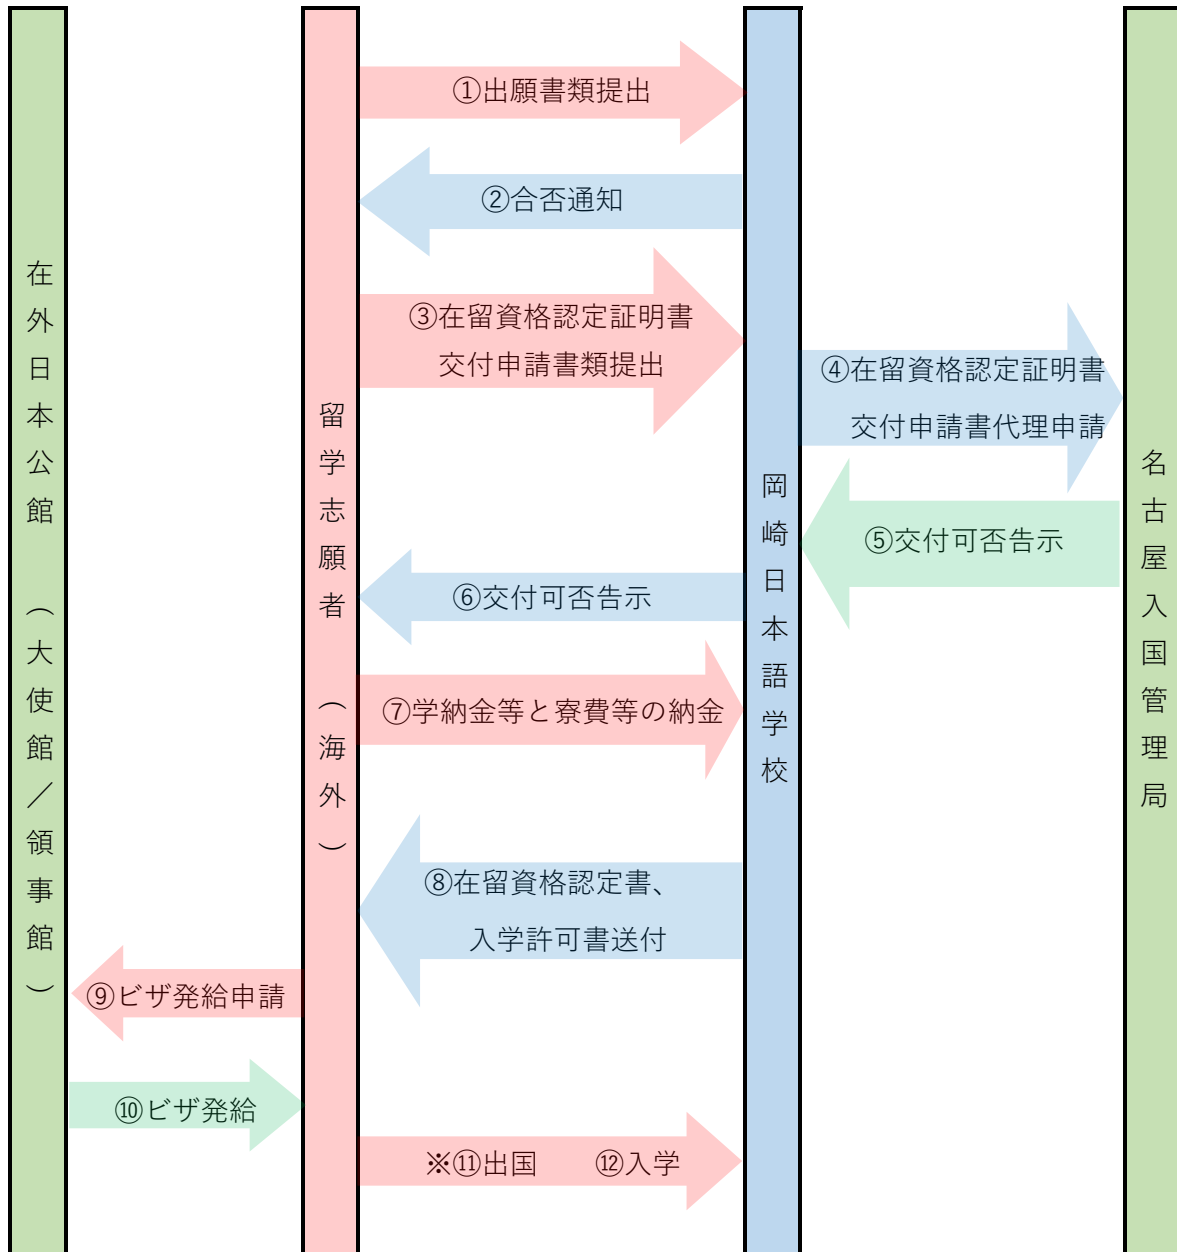 ①出願書類提出
②合否通知
③在留資格認定証明書
交付申請書類提出
④在留資格認定証明書
交付申請書代理申請
⑤交付可否告示
⑥交付可否告示
⑦学納金等と寮費等の納金
⑧在留資格認定書、
入学許可書送付
⑨ビザ発給申請
⑩ビザ発給
※⑪出国 ⑫入学
在外日本公館（大使館／領事館）
留学志願者（海外）
岡崎日本語学校
名古屋入国管理局